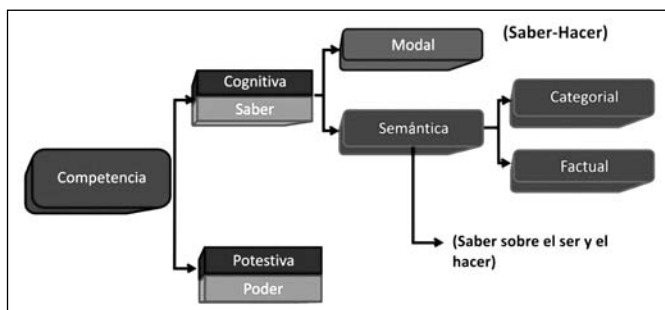 Modal
(Saber-Hacer)
Cognitiva
Saber
Categorial
Semántica
Factual
Competencia
(Saber sobre el ser y el
hacer)
Potestiva
Poder